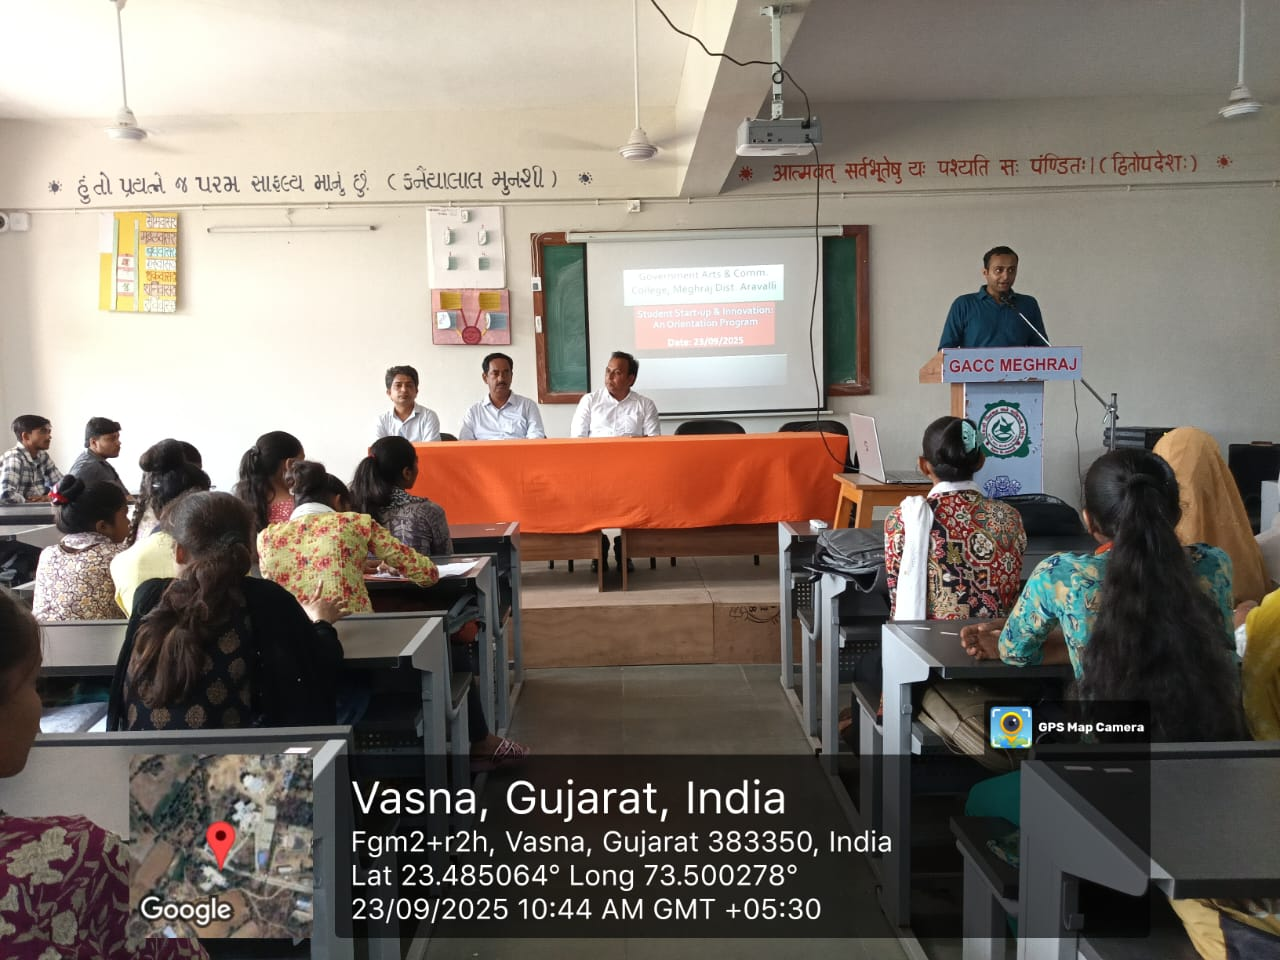 હું તો પ્રયત્ને જ પરમ સાફલ્ય માનું છું. (કનૈયાલાલ મુનશી)
आत्मवत् सर्वभूतेषु यः पश्यति सः पण्डितः। (हितोपदेशः)
Government Arts & Comm.
College, Meghraj Dist. Aravalli
Student Start-up & Innovation:
An Orientation Program
Date: 23/09/2025
GACC MEGHRAJ
GPS Map Camera
Vasna, Gujarat, India
Fgm2+r2h, Vasna, Gujarat 383350, India
Lat 23.485064° Long 73.500278°
23/09/2025 10:44 AM GMT +05:30
Google